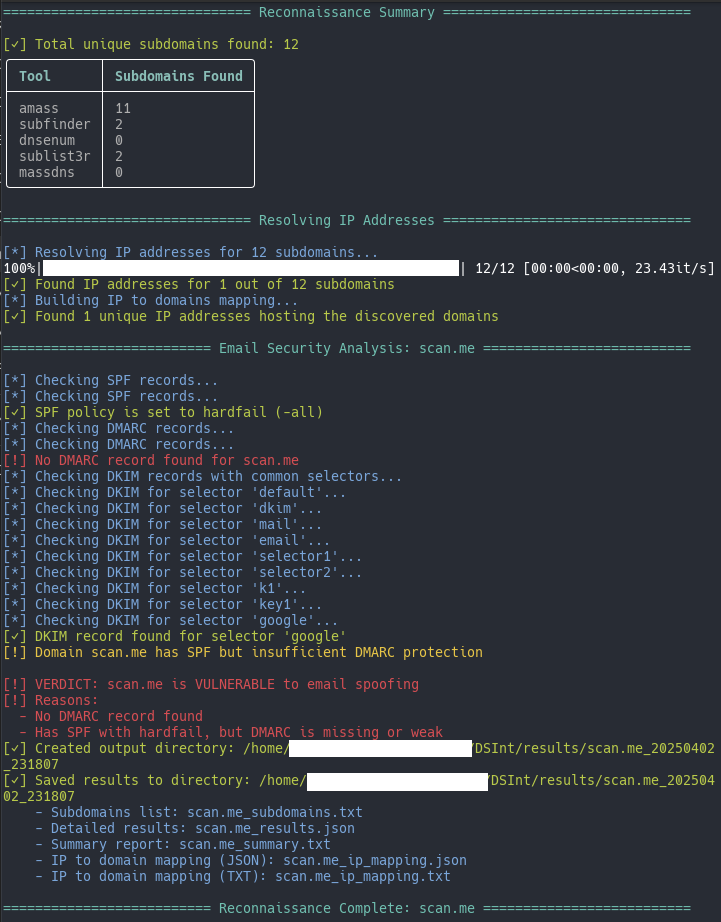 =============================== Reconnaissance Summary ===============================
[✓] Total unique subdomains found: 12
Tool Subdomains Found
amass 11
subfinder 2
dnsenum 0
sublist3r 2
massdns 0
=============================== Resolving IP Addresses ===============================
[*] Resolving IP addresses for 12 subdomains...
100%| | 12/12 [00:00<00:00, 23.43it/s]
[✓] Found IP addresses for 1 out of 12 subdomains
[*] Building IP to domains mapping...
[✓] Found 1 unique IP addresses hosting the discovered domains
========================== Email Security Analysis: scan.me ==========================
[*] Checking SPF records...
[*] Checking SPF records...
[✓] SPF policy is set to hardfail (-all)
[*] Checking DMARC records...
[*] Checking DMARC records...
[!] No DMARC record found for scan.me
[*] Checking DKIM records with common selectors...
[*] Checking DKIM for selector 'default'...
[*] Checking DKIM for selector 'dkim'...
[*] Checking DKIM for selector 'mail'...
[*] Checking DKIM for selector 'email'...
[*] Checking DKIM for selector 'selector1'...
[*] Checking DKIM for selector 'selector2'...
[*] Checking DKIM for selector 'k1'...
[*] Checking DKIM for selector 'key1'...
[*] Checking DKIM for selector 'google'...
[✓] DKIM record found for selector 'google'
[!] Domain scan.me has SPF but insufficient DMARC protection
[!] VERDICT: scan.me is VULNERABLE to email spoofing
[!] Reasons:
- No DMARC record found
- Has SPF with hardfail, but DMARC is missing or weak
[✓] Created output directory: /home/ /DSInt/results/scan.me_20250402
_231807
[✓] Saved results to directory: /home/ /DSInt/results/scan.me_202504
02_231807
- Subdomains list: scan.me_subdomains.txt
- Detailed results: scan.me_results.json
- Summary report: scan.me_summary.txt
- IP to domain mapping (JSON): scan.me_ip_mapping.json
- IP to domain mapping (TXT): scan.me_ip_mapping.txt
========================== Reconnaissance Complete: scan.me ==========================